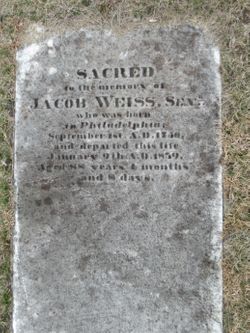 SACRED
to the memory of
JACOB WEISS, SEN.
who was born
in Philadelphia,
September 1st A.D. 1750,
and departed this life
January 9th A.D. 1839,
Aged 88 years 4 months
and 8 days.